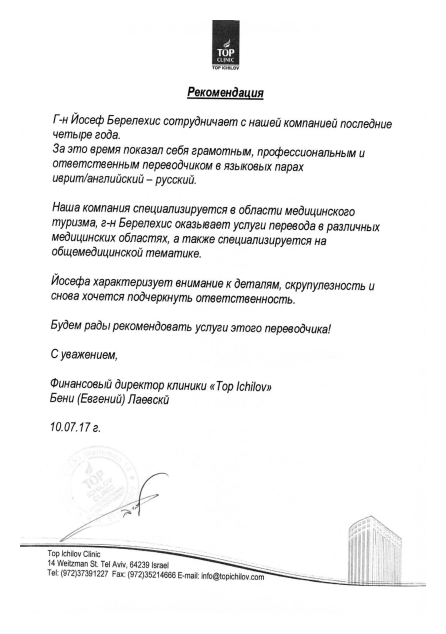 TOP
CLINIC
TOP ICHILOV
Рекомендация
Г-н Йосеф Берелехис сотрудничает с нашей компанией последние
четыре года.
За это время показал себя грамотным, профессиональным и
ответственным переводчиком в языковых парах
иврит/английский – русский.
Наша компания специализируется в области медицинского
туризма, г-н Берелехис оказывает услуги перевода в различных
медицинских областях, а также специализируется на
общемедицинской тематике.
Йосефа характеризует внимание к деталям, скрупулезность и
снова хочется подчеркнуть ответственность.
Будем рады рекомендовать услуги этого переводчика!
С уважением,
Финансовый директор клиники «Top Ichilov»
Бени (Евгений) Лаевскй
10.07.17 г.
TOP
CLINIC
Top Ichilov Clinic
14 Weitzman St. Tel Aviv, 64239 Israel
Tel: (972)37391227 Fax: (972)35214666 E-mail: info@topichilov.com